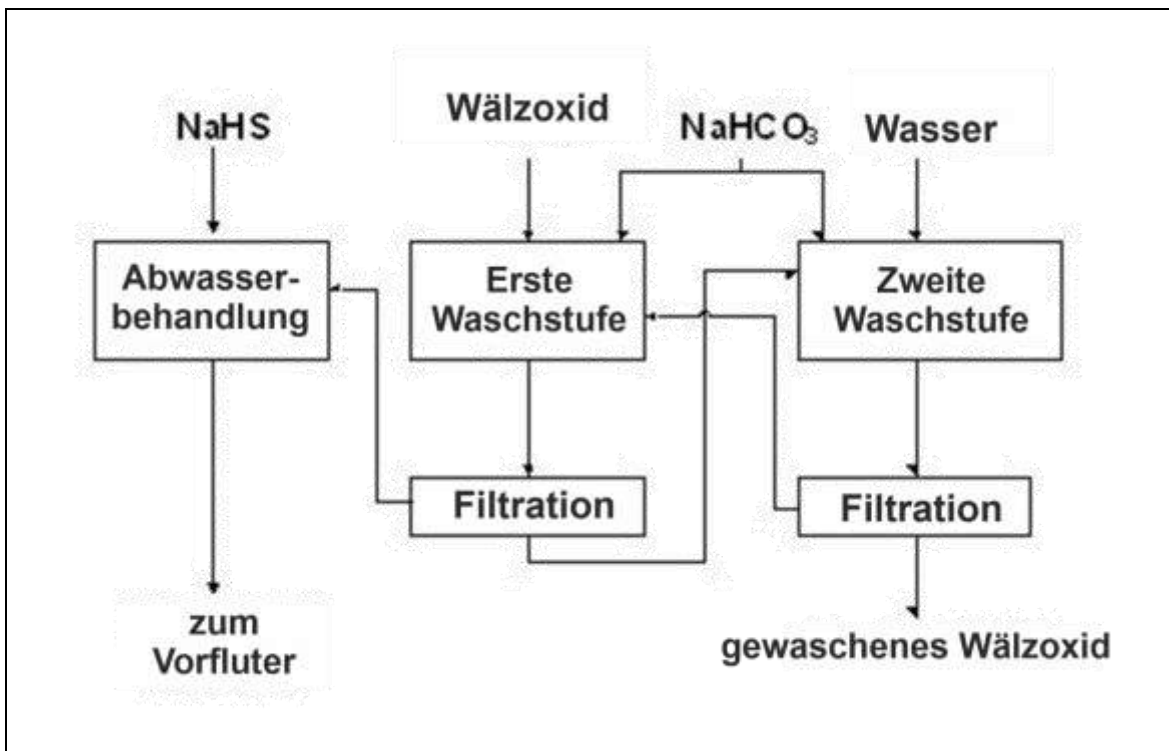 NaHS
Wälzoxid
NaHCO₃
Wasser
Abwasser-
behandlung
Erste
Waschstufe
Zweite
Waschstufe
Filtration
Filtration
zum
Vorfluter
gewaschenes Wälzoxid